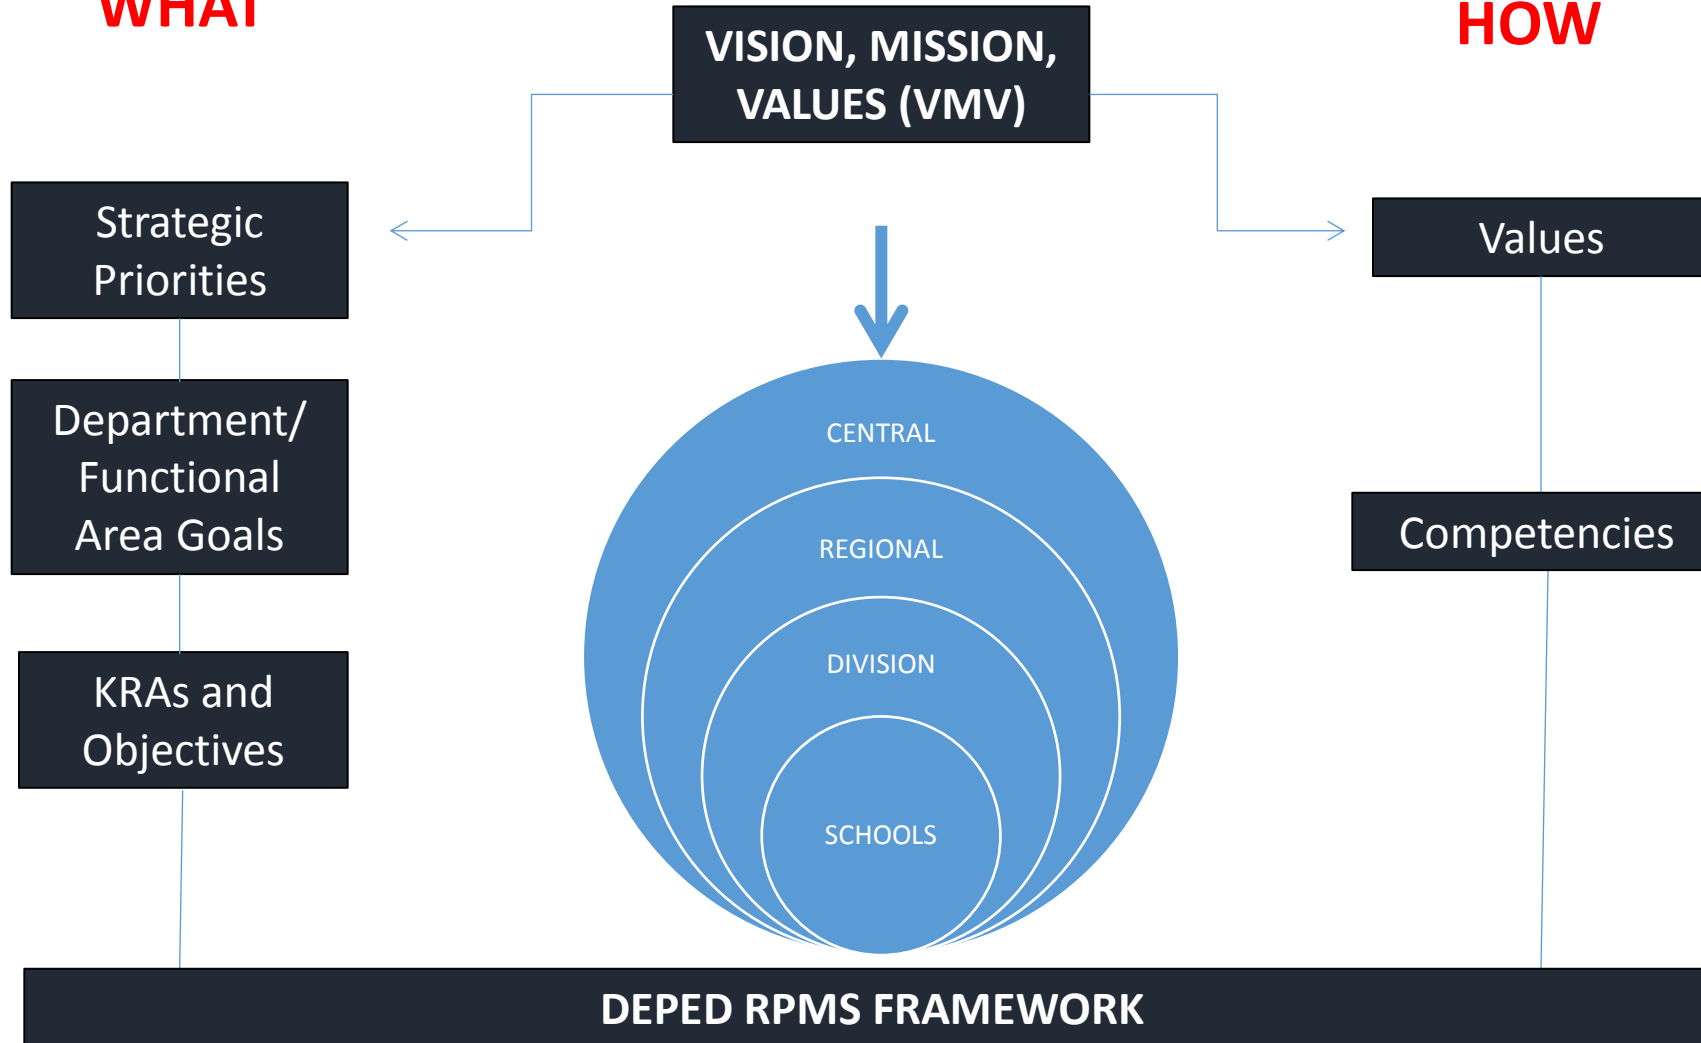 WHAT
HOW
VISION, MISSION,
VALUES (VMV)
Strategic
Priorities
Values
Department/
Functional
Area Goals
CENTRAL
REGIONAL
Competencies
DIVISION
KRAs and
Objectives
SCHOOLS
DEPED RPMS FRAMEWORK